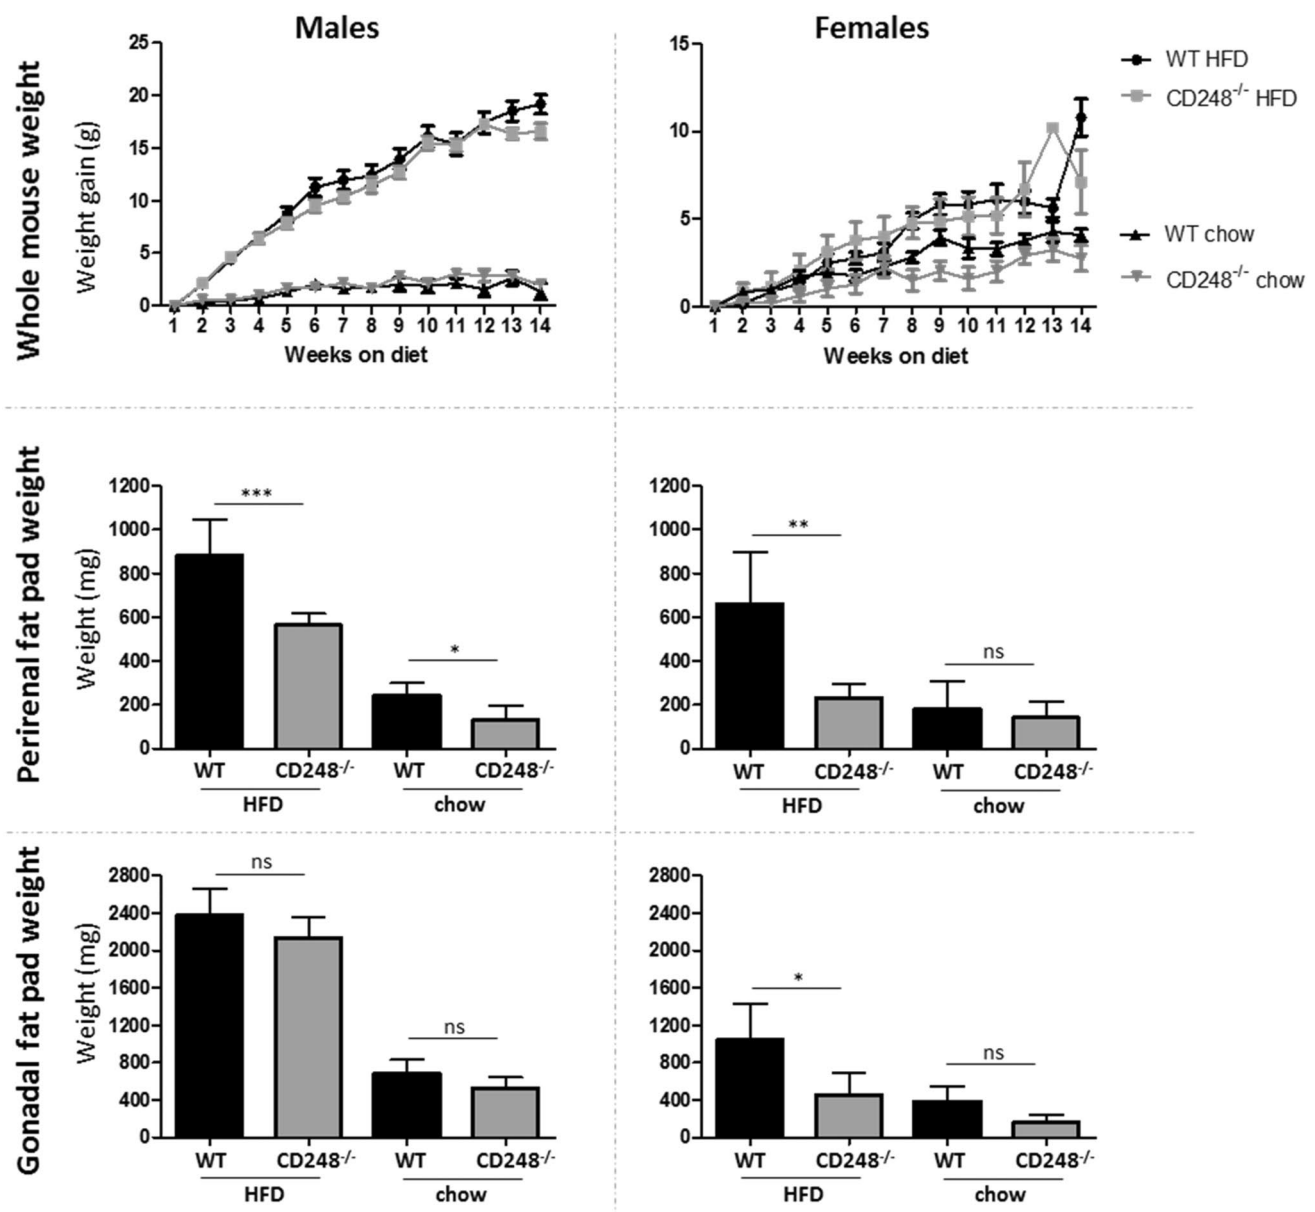 Males
Females
Whole mouse weight
Weight gain (g)
25
20
15
10
5
0
1 2 3 4 5 6 7 8 9 10 11 12 13 14
Weeks on diet
15
10
5
0
1 2 3 4 5 6 7 8 9 10 11 12 13 14
Weeks on diet
WT HFD
CD248-/- HFD
WT chow
CD248-/- chow
Perirenal fat pad weight
Weight (mg)
1200
1000
800
600
400
200
0
***
*
WT CD248-/- WT CD248-/-
HFD chow
1200
1000
800
600
400
200
0
**
ns
WT CD248-/- WT CD248-/-
HFD chow
Gonadal fat pad weight
Weight (mg)
2800
2400
2000
1600
1200
800
400
0
ns
ns
WT CD248-/- WT CD248-/-
HFD chow
2800
2400
2000
1600
1200
800
400
0
*
ns
WT CD248-/- WT CD248-/-
HFD chow